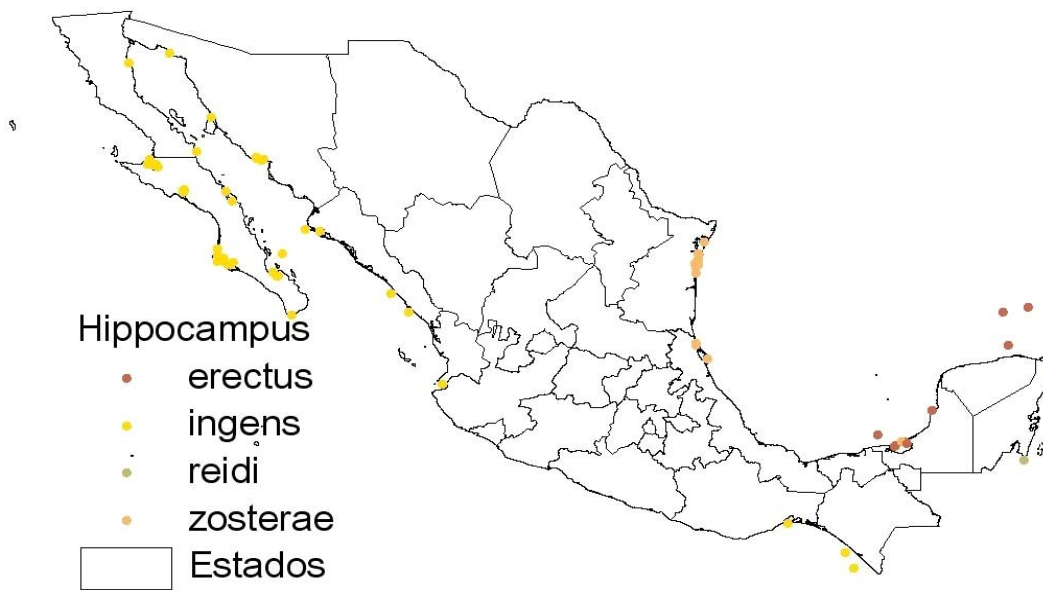 Hippocampus
erectus
ingens
reidi
zosterae
Estados